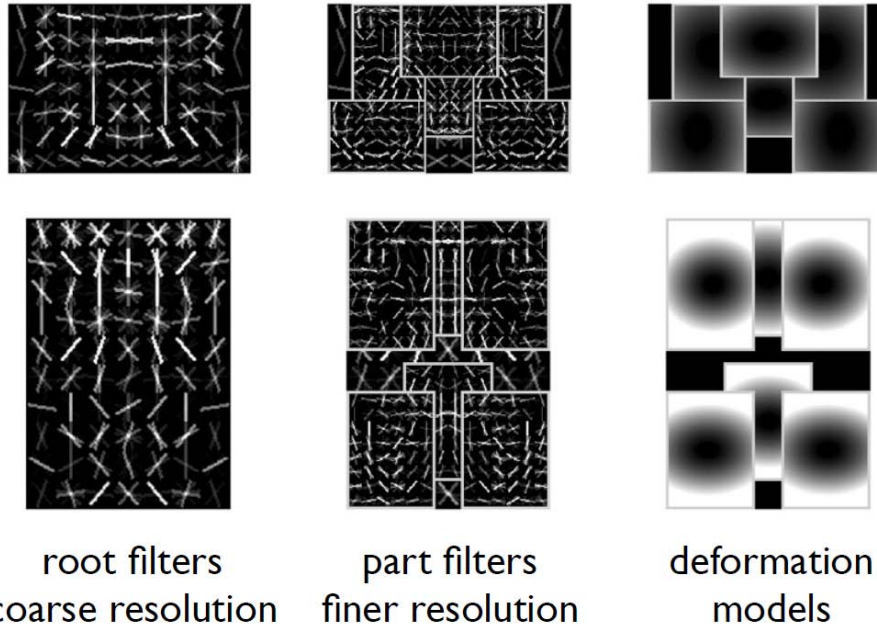 root filters
coarse resolution
part filters
finer resolution
deformation
models